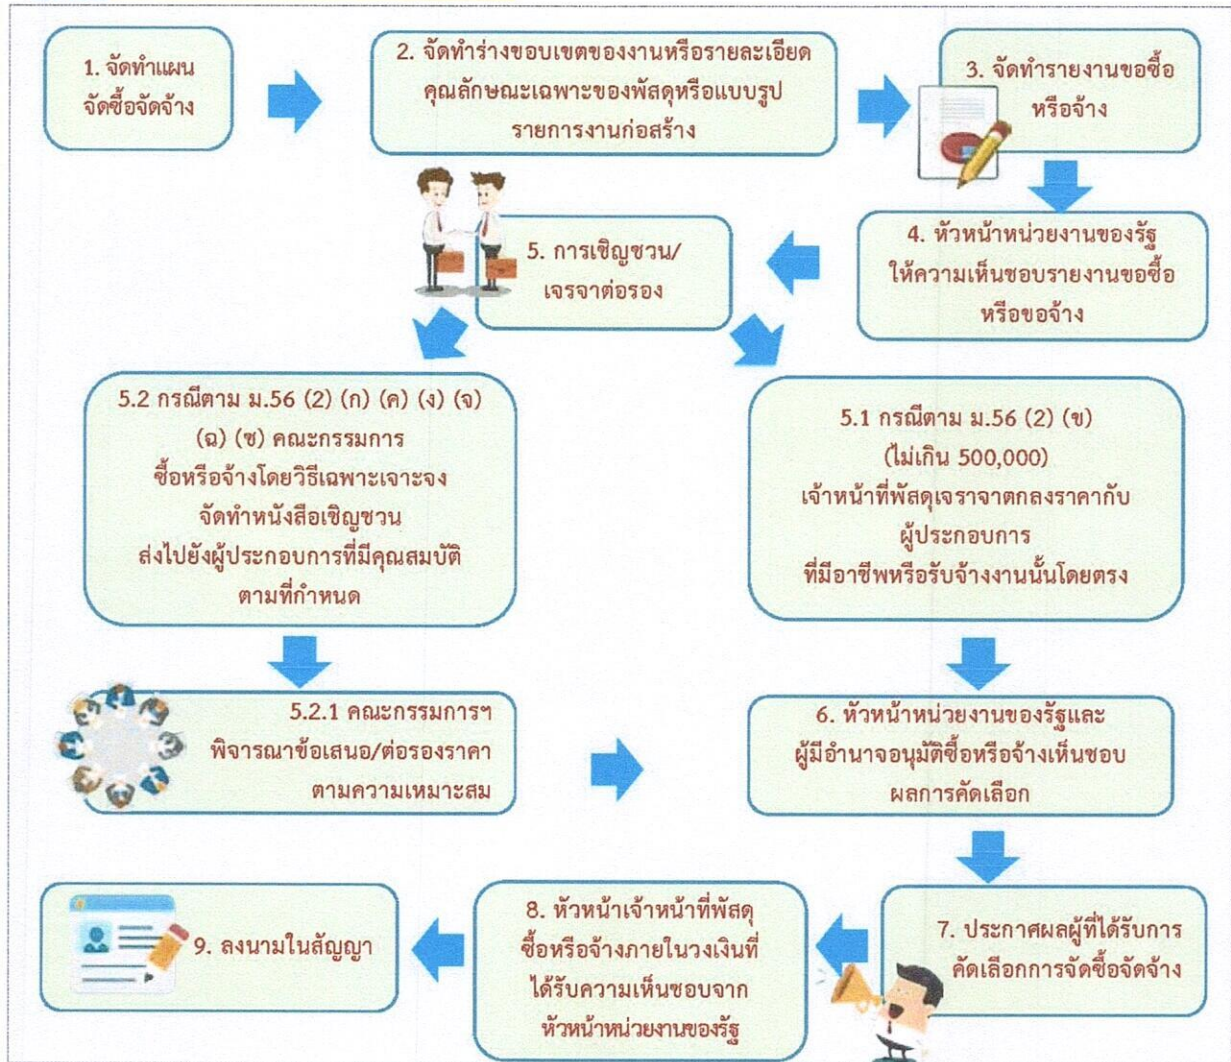 1. จัดทำแผน
จัดซื้อจัดจ้าง
2. จัดทำร่างขอบเขตของงานหรือรายละเอียด
คุณลักษณะเฉพาะของพัสดุหรือแบบรูป
รายการงานก่อสร้าง
3. จัดทำรายงานขอซื้อ
หรือจ้าง
4. หัวหน้าหน่วยงานของรัฐ
ให้ความเห็นชอบรายงานขอซื้อ
หรือขอจ้าง
5. การเชิญชวน/
เจรจาต่อรอง
5.2 กรณีตาม ม.56 (2) (ก) (ค) (ง) (จ)
(ฉ) (ซ) คณะกรรมการ
ซื้อหรือจ้างโดยวิธีเฉพาะเจาะจง
จัดทำหนังสือเชิญชวน
ส่งไปยังผู้ประกอบการที่มีคุณสมบัติ
ตามที่กำหนด
5.1 กรณีตาม ม.56 (2) (ข)
(ไม่เกิน 500,000)
เจ้าหน้าที่พัสดุเจราจาตกลงราคากับ
ผู้ประกอบการ
ที่มีอาชีพหรือรับจ้างงานนั้นโดยตรง
5.2.1 คณะกรรมการฯ
พิจารณาข้อเสนอ/ต่อรองราคา
ตามความเหมาะสม
6. หัวหน้าหน่วยงานของรัฐและ
ผู้มีอำนาจอนุมัติซื้อหรือจ้างเห็นชอบ
ผลการคัดเลือก
7. ประกาศผลผู้ที่ได้รับการ
คัดเลือกการจัดซื้อจัดจ้าง
8. หัวหน้าเจ้าหน้าที่พัสดุ
ซื้อหรือจ้างภายในวงเงินที่
ได้รับความเห็นชอบจาก
หัวหน้าหน่วยงานของรัฐ
9. ลงนามในสัญญา